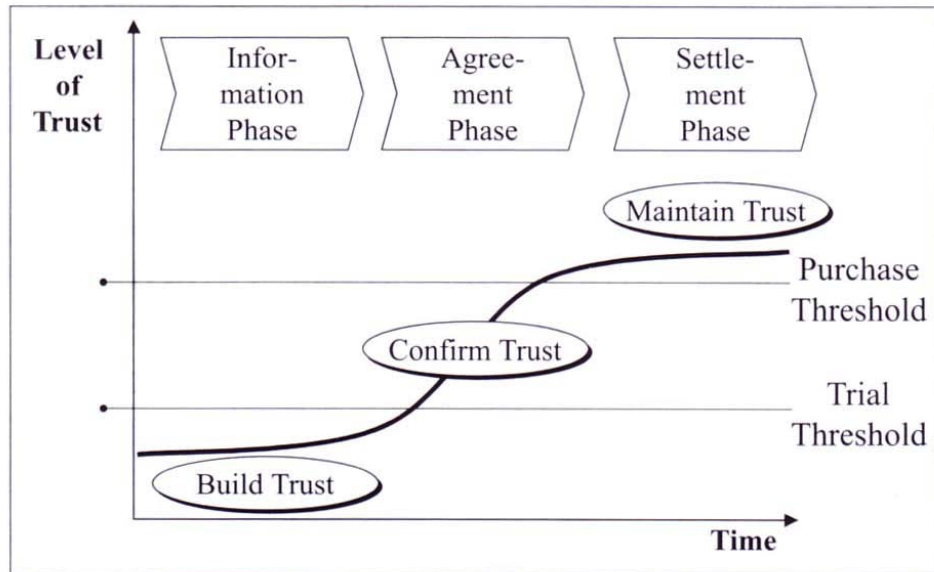 Level
of
Trust
Infor-
mation
Phase
Agree-
ment
Phase
Settle-
ment
Phase
Maintain Trust
Purchase
Threshold
Confirm Trust
Trial
Threshold
Build Trust
Time